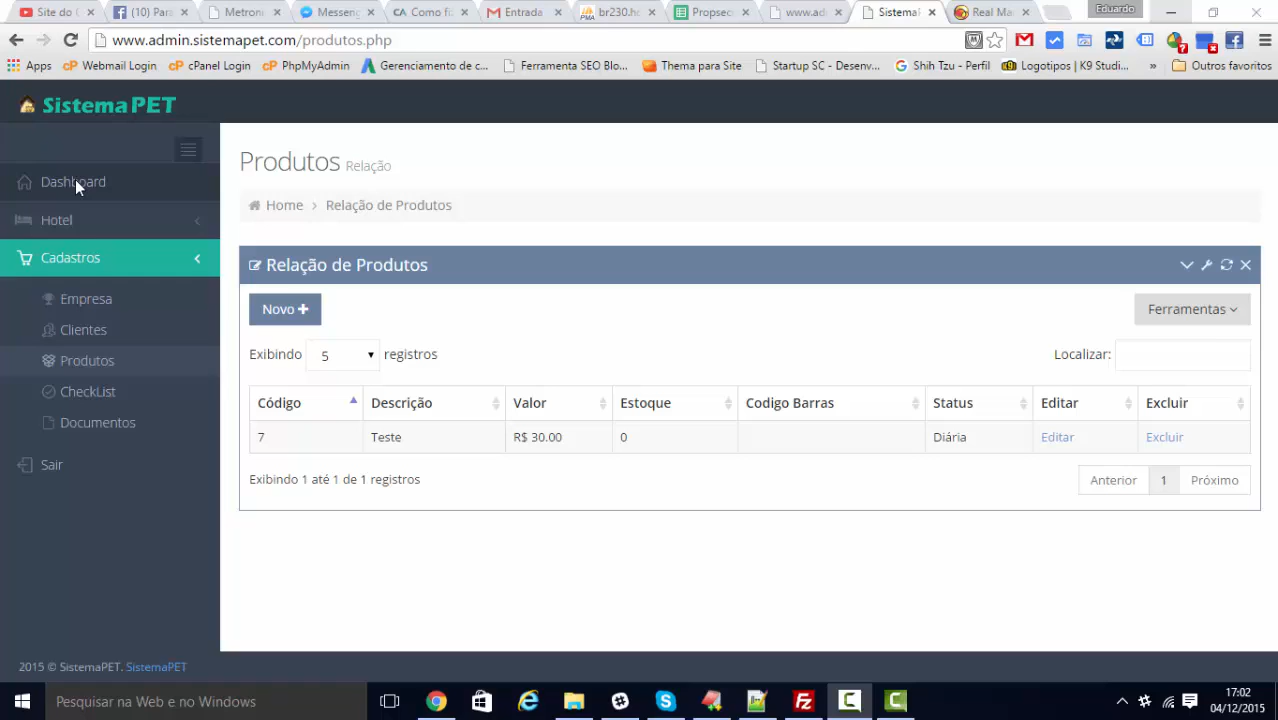 Site do C
(10) Para
Metroni
Messeng
Como fi
Entrada
br230.ho
Propsec
www.adm
Sistemal
Real Ma
Eduardo
www.admin.sistemapet.com/produtos.php
Apps
Webmail Login
cPanel Login
PhpMyAdmin
Gerenciamento de c...
Ferramenta SEO Blo...
Thema para Site
Startup SC - Desenv...
Shih Tzu - Perfil
Logotipos | K9 Studi...
»
Outros favoritos
SistemaPET
Dashboard
Hotel
Cadastros
Empresa
Clientes
Produtos
CheckList
Documentos
Sair
Produtos Relação
Home > Relação de Produtos
Relação de Produtos
Novo
Ferramentas
Exibindo 5 registros
Localizar:
Código Descrição Valor Estoque Codigo Barras Status Editar Excluir
7 Teste R$ 30.00 0 Diária Editar Excluir
Exibindo 1 até 1 de 1 registros
Anterior 1 Próximo
2015 © SistemaPET. SistemaPET
Pesquisar na Web e no Windows
17:02
04/12/2015